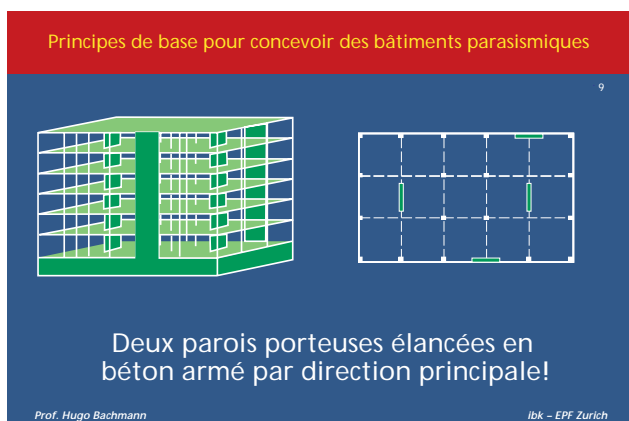 Principes de base pour concevoir des bâtiments parasismiques
9
Deux parois porteuses élancées en
béton armé par direction principale!
Prof. Hugo Bachmann
ibk – EPF Zurich